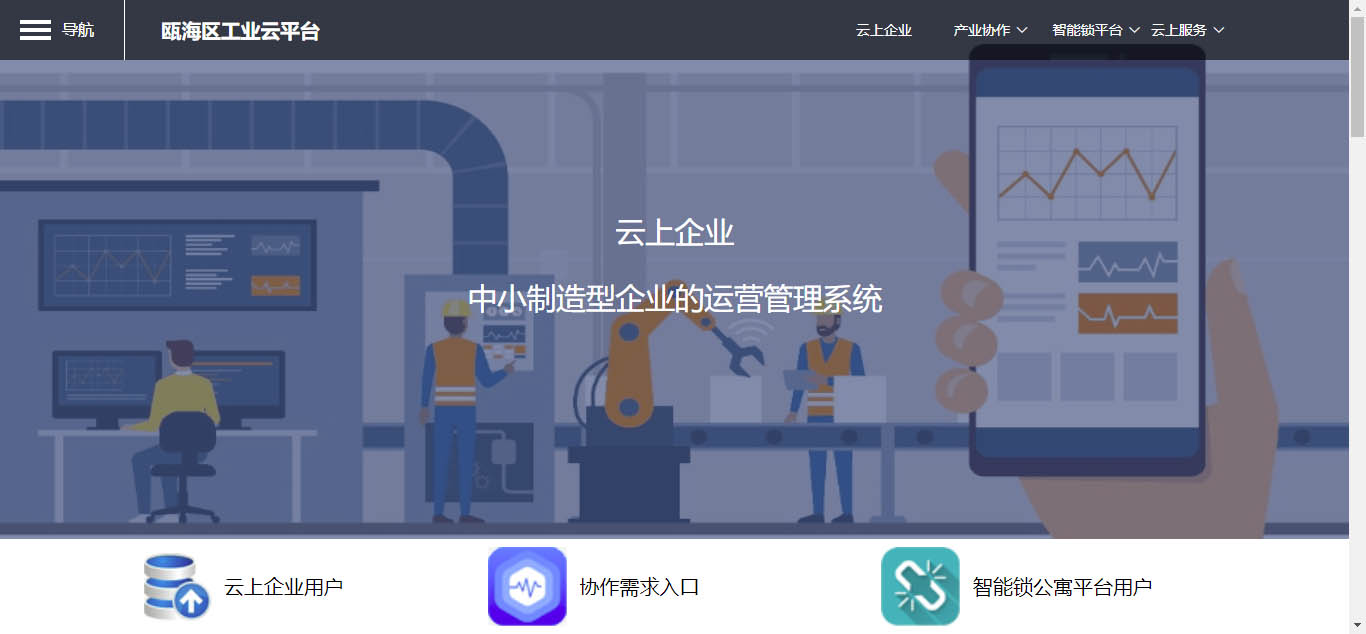 导航
瓯海区工业云平台
云上企业
产业协作
智能锁平台
云上服务
云上企业
中小制造型企业的运营管理系统
云上企业用户
协作需求入口
智能锁公寓平台用户